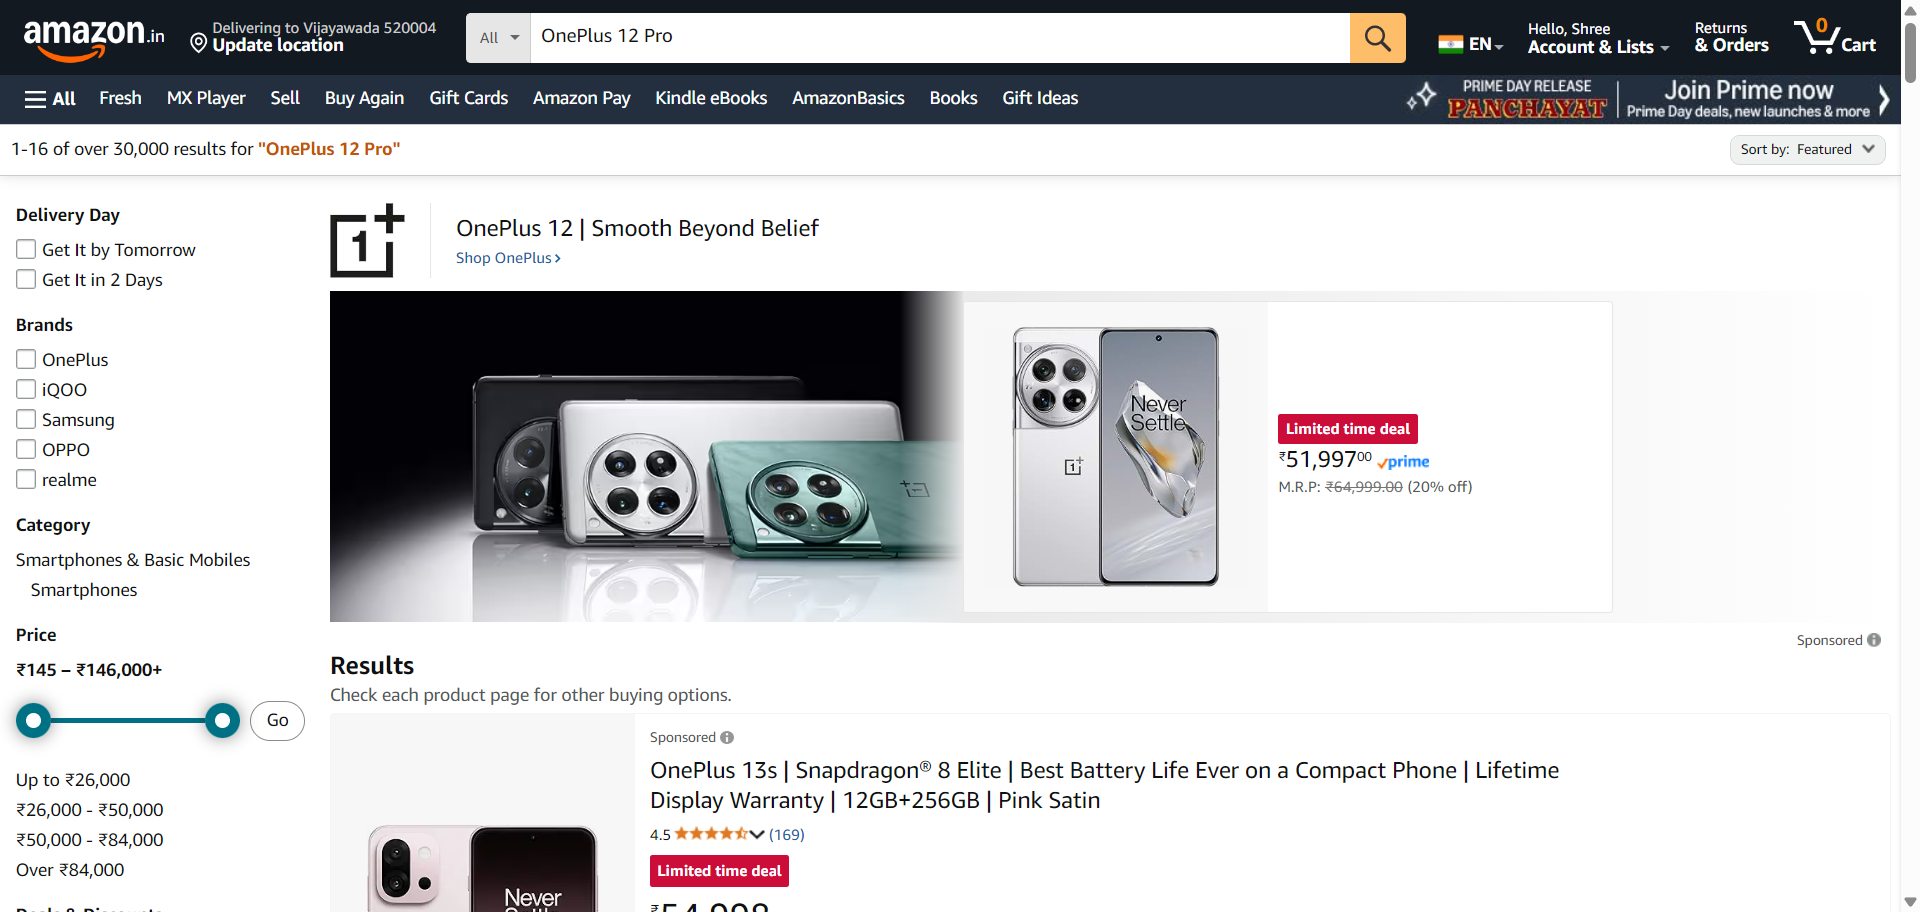 amazon.in
Delivering to Vijayawada 520004
Update location
All
OnePlus 12 Pro
EN
Hello, Shree
Account & Lists
Returns
& Orders
0
Cart
All
Fresh
MX Player
Sell
Buy Again
Gift Cards
Amazon Pay
Kindle eBooks
AmazonBasics
Books
Gift Ideas
PRIME DAY RELEASE
PANCHAYAT
Join Prime now
Prime Day deals, new launches & more
1-16 of over 30,000 results for "OnePlus 12 Pro"
Sort by: Featured
Delivery Day
Get It by Tomorrow
Get It in 2 Days
Brands
OnePlus
iQOO
Samsung
OPPO
realme
Category
Smartphones & Basic Mobiles
Smartphones
Price
₹145 – ₹146,000+
Go
Up to ₹26,000
₹26,000 - ₹50,000
₹50,000 - ₹84,000
Over ₹84,000
1+
OnePlus 12 | Smooth Beyond Belief
Shop OnePlus ›
Never
Settle
Limited time deal
₹51,99700 prime
M.R.P: ₹64,999.00 (20% off)
Sponsored
Results
Check each product page for other buying options.
Sponsored
OnePlus 13s | Snapdragon® 8 Elite | Best Battery Life Ever on a Compact Phone | Lifetime
Display Warranty | 12GB+256GB | Pink Satin
4.5 (169)
Limited time deal
Never